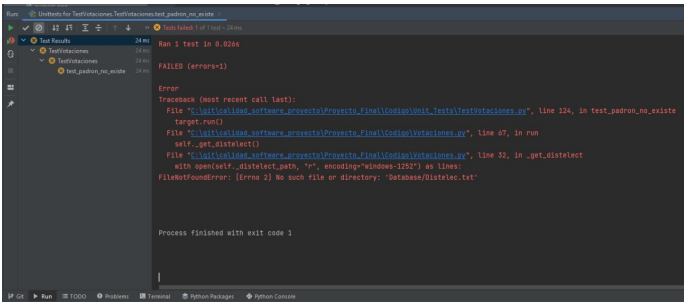 Run:
Unittests for TestVotaciones.TestVotaciones.test_padron_no_existe
Tests failed: 1 of 1 test – 24 ms
Test Results 24 ms
TestVotaciones 24 ms
TestVotaciones 24 ms
test_padron_no_existe 24 ms
Ran 1 test in 0.026s
FAILED (errors=1)
Error
Traceback (most recent call last):
File "C:\git\calidad_software_proyecto\Proyecto_Final\Codigo\Unit_Tests\TestVotaciones.py", line 124, in test_padron_no_existe
target.run()
File "C:\git\calidad_software_proyecto\Proyecto_Final\Codigo\Votaciones.py", line 67, in run
self._get_distelect()
File "C:\git\calidad_software_proyecto\Proyecto_Final\Codigo\Votaciones.py", line 32, in _get_distelect
with open(self._distelect_path, "r", encoding="windows-1252") as lines:
FileNotFoundError: [Errno 2] No such file or directory: 'Database/Distelec.txt'
Process finished with exit code 1
Git
Run
TODO
Problems
Terminal
Python Packages
Python Console